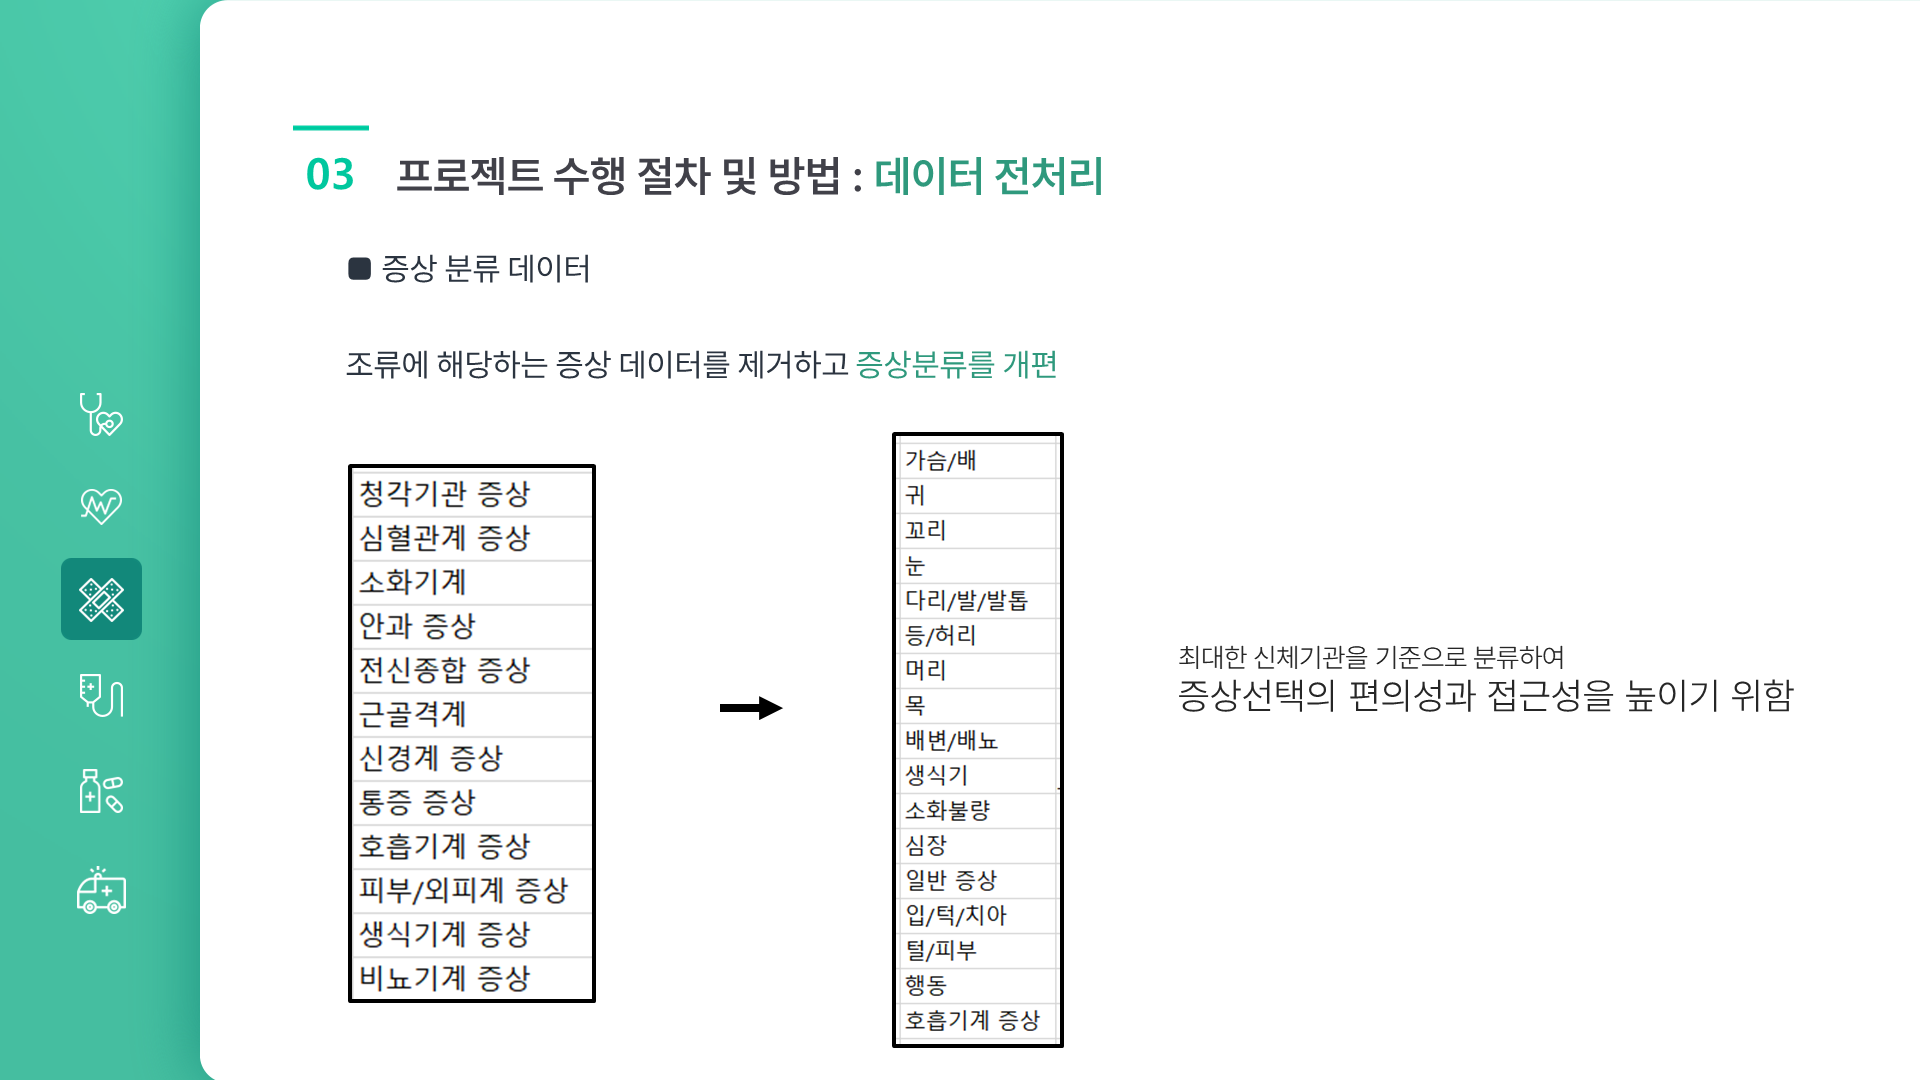 03 프로젝트 수행 절차 및 방법 : 데이터 전처리
증상 분류 데이터
조류에 해당하는 증상 데이터를 제거하고 증상분류를 개편
청각기관 증상
심혈관계 증상
소화기계
안과 증상
전신종합 증상
근골격계
신경계 증상
통증 증상
호흡기계 증상
피부/외피계 증상
생식기계 증상
비뇨기계 증상
가슴/배
귀
꼬리
눈
다리/발/발톱
등/허리
머리
목
배변/배뇨
생식기
소화불량
심장
일반 증상
입/턱/치아
털/피부
행동
호흡기계 증상
최대한 신체기관을 기준으로 분류하여
증상선택의 편의성과 접근성을 높이기 위함